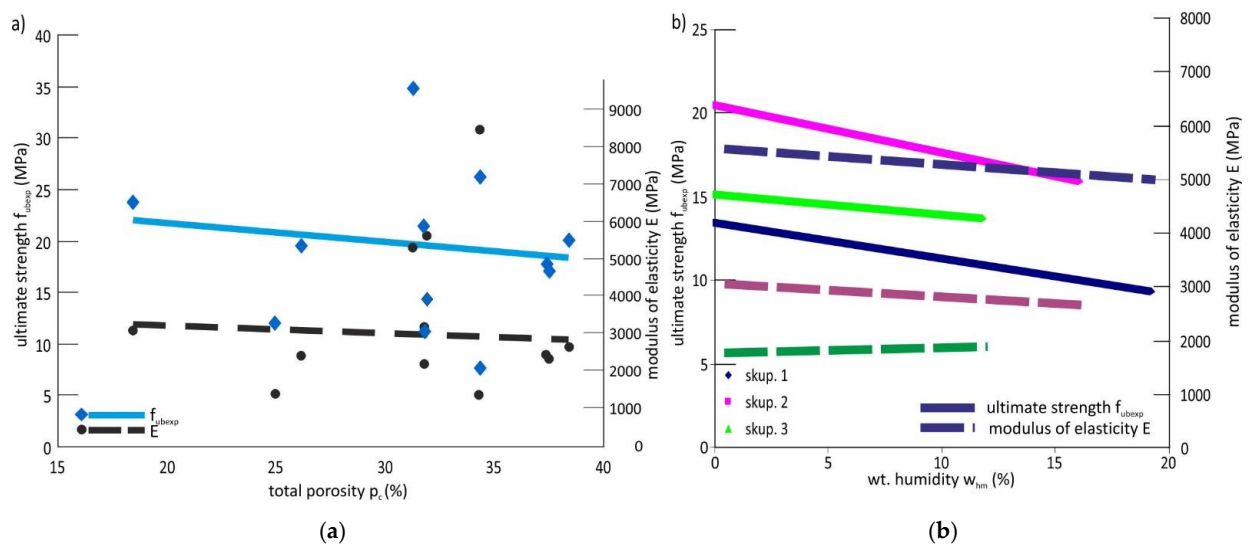 a)
40
35
30
25
20
15
10
5
0
ultimate strength f_ubexp (MPa)
9000
8000
7000
6000
5000
4000
3000
2000
1000
0
modulus of elasticity E (MPa)
f_ubexp
E
15 20 25 30 35 40
total porosity p_c (%)
(a)
b)
25
20
15
10
5
0
ultimate strength f_ubexp (MPa)
8000
7000
6000
5000
4000
3000
2000
1000
0
modulus of elasticity E (MPa)
skup. 1
skup. 2
skup. 3
ultimate strength f_ubexp
modulus of elasticity E
0 5 10 15 20
wt. humidity w_hm (%)
(b)